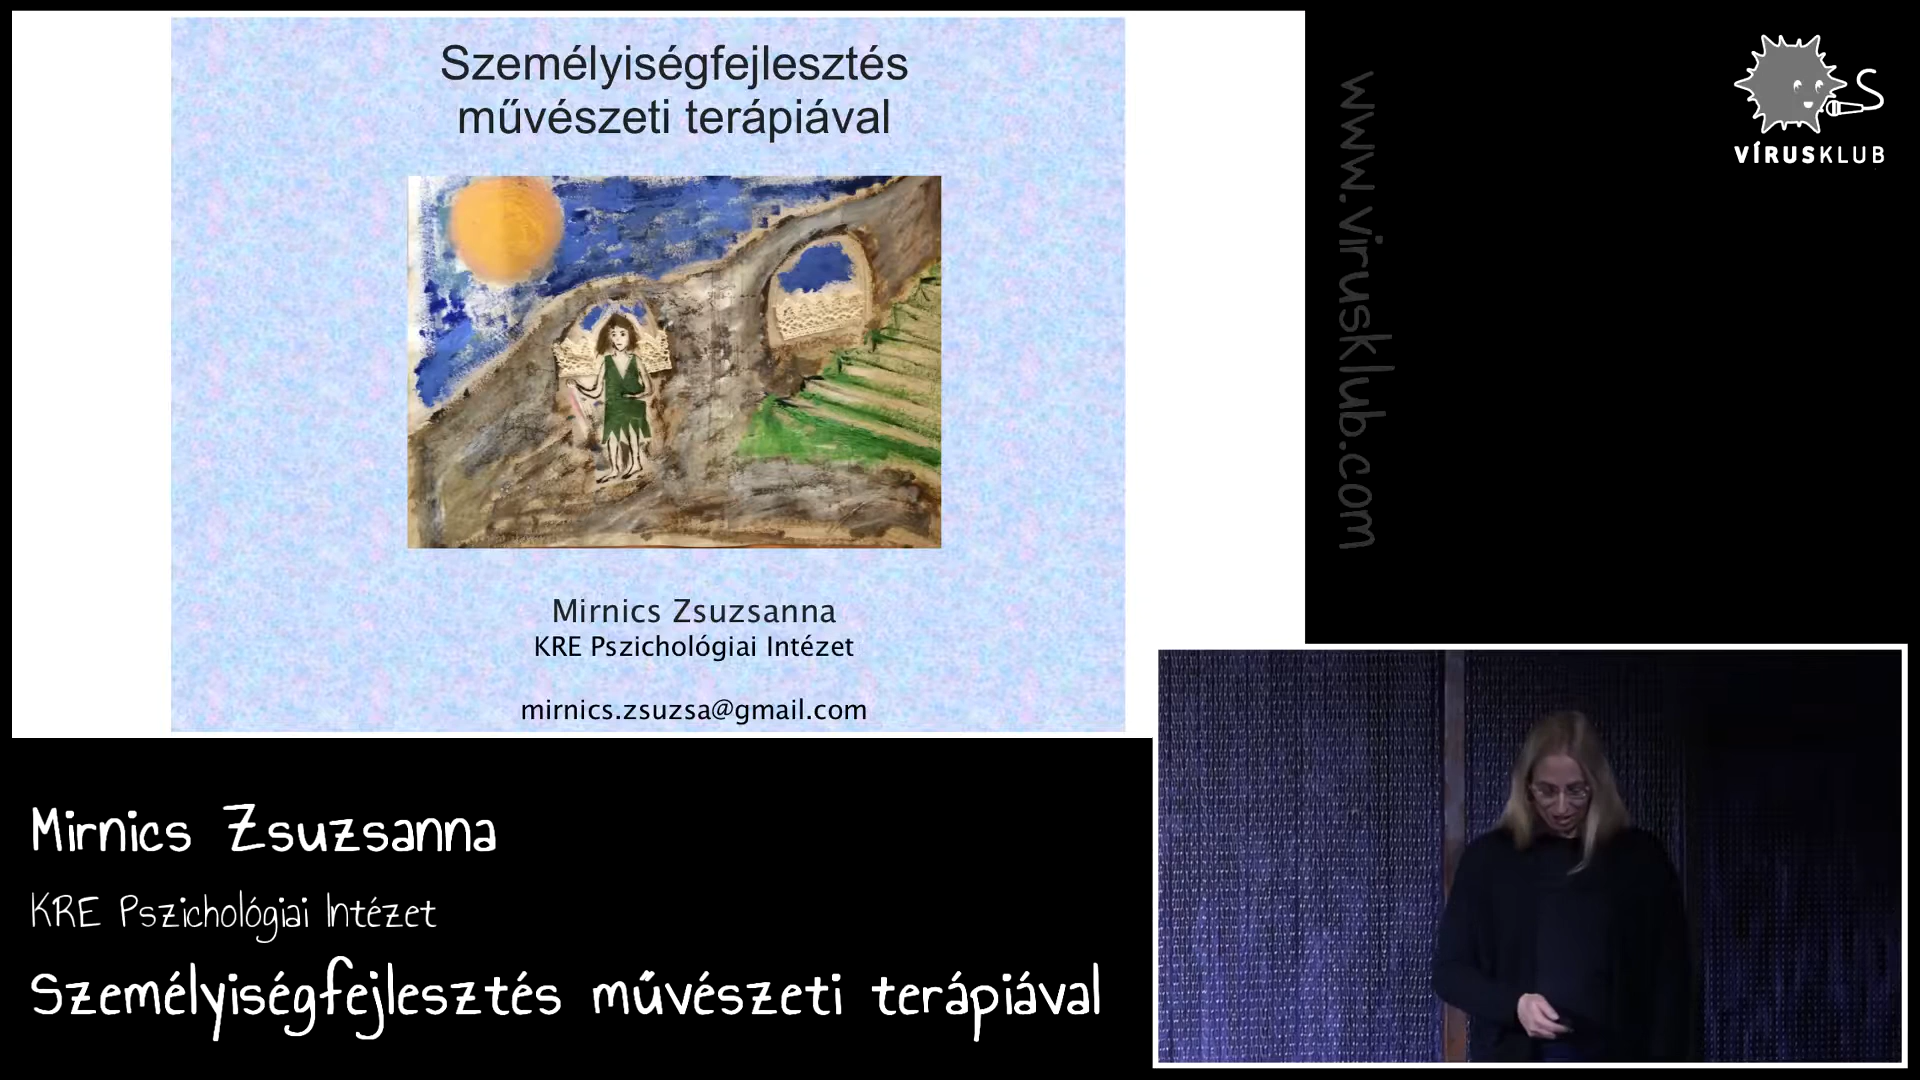 Személyiségfejlesztés
művészeti terápiával
Mirnics Zsuzsanna
KRE Pszichológiai Intézet
mirnics.zsuzsa@gmail.com
www.virusklub.com
VÍRUSKLUB
Mirnics Zsuzsanna
KRE Pszichológiai Intézet
Személyiségfejlesztés művészeti terápiával